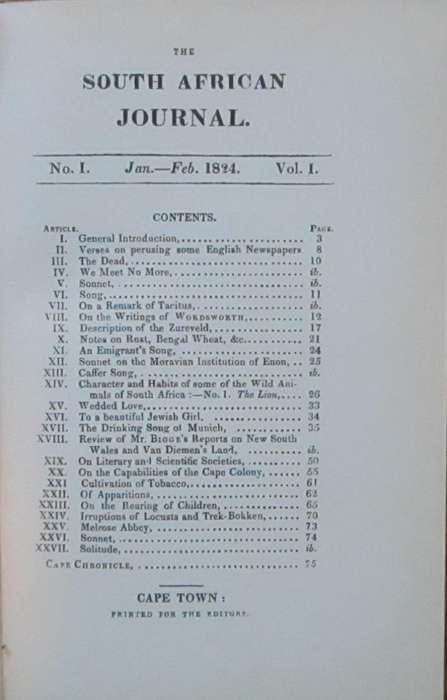 THE
SOUTH AFRICAN
JOURNAL.
No. I. Jan.—Feb. 1824. Vol. I.
CONTENTS.
ARTICLE. PAGE.
I. General Introduction,...................... 3
II. Verses on perusing some English Newspapers 8
III. The Dead,.............................. 10
IV. We Meet No More,........................ ib.
V. Sonnet,................................ ib.
VI. Song,.................................. 11
VII. On a Remark of Taritus,.................. ib.
VIII. On the Writings of WORDSWORTH,.......... 12
IX. Description of the Zureveld,.............. 17
X. Notes on Rust, Bengal Wheat, &c........... 21
XI. An Emigrant's Song,...................... 24
XII. Sonnet on the Moravian Institution of Enon, .. 25
XIII. Caffer Song,............................ ib.
XIV. Character and Habits of some of the Wild Ani-
mals of South Africa :—No. 1. The Lion,.... 26
XV. Wedded Love,............................ 33
XVI. To a beautiful Jewish Girl, ................ 34
XVII. The Drinking Song of Munich, ............ 35
XVIII. Review of Mr. BIGGE's Reports on New South
Wales and Van Diemen's Land, .......... ib.
XIX. On Literary and Scientific Societies,........ 50
XX. On the Capabilities of the Cape Colony, .... 55
XXI Cultivation of Tobacco,.................... 61
XXII. Of Apparitions, .......................... 62
XXIII. On the Rearing of Children, .............. 65
XXIV. Irruptions of Locusts and Trek-Bokken,...... 70
XXV. Melrose Abbey, .......................... 73
XXVI. Sonnet, ................................ 74
XXVII. Solitude, .............................. ib.
CAPE CHRONICLE, .............................. 75
CAPE TOWN :
PRINTED FOR THE EDITORS.